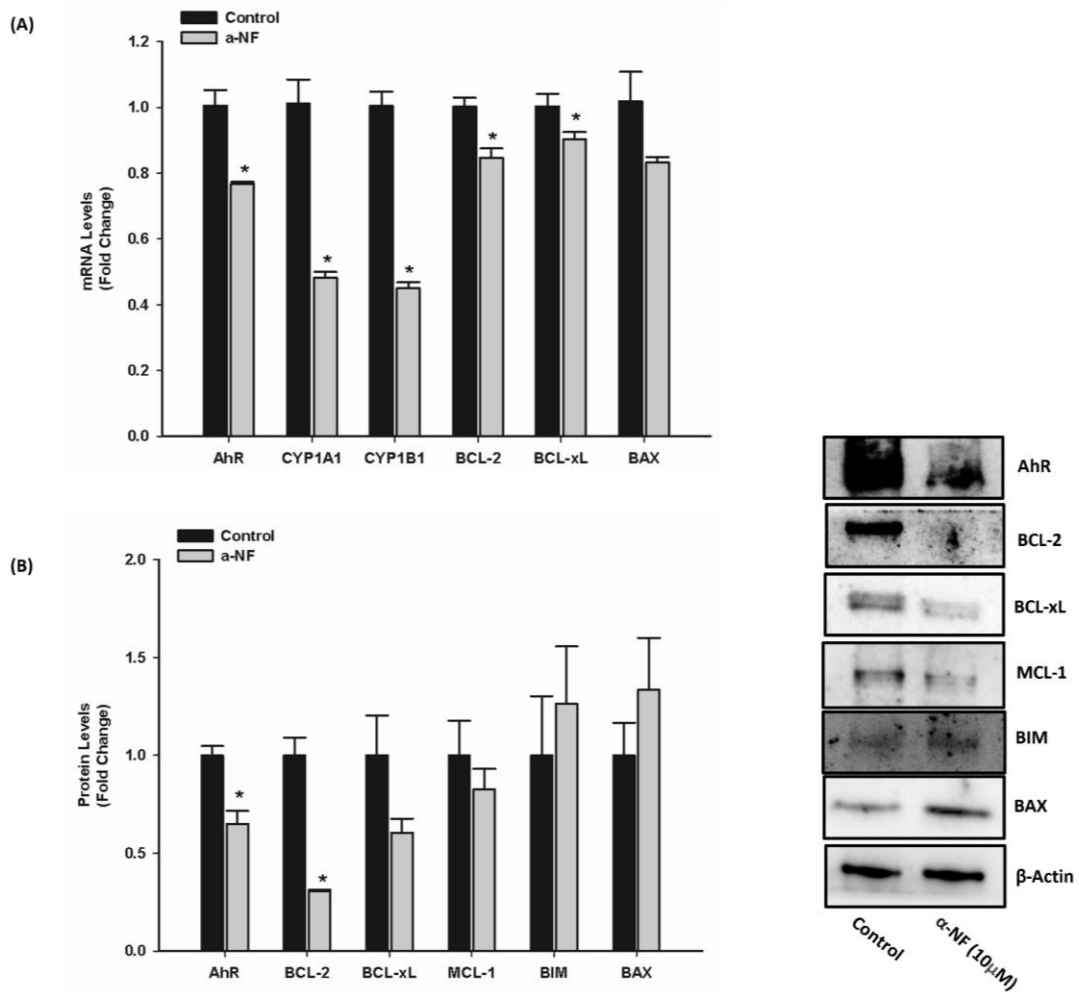 (A)
Control
a-NF
mRNA Levels
(Fold Change)
1.2
1.0
0.8
0.6
0.4
0.2
0.0
*
*
*
*
*
AhR CYP1A1 CYP1B1 BCL-2 BCL-xL BAX
(B)
Control
a-NF
Protein Levels
(Fold Change)
2.0
1.5
1.0
0.5
0.0
*
*
AhR BCL-2 BCL-xL MCL-1 BIM BAX
AhR
BCL-2
BCL-xL
MCL-1
BIM
BAX
β-Actin
Control
α-NF (10μM)